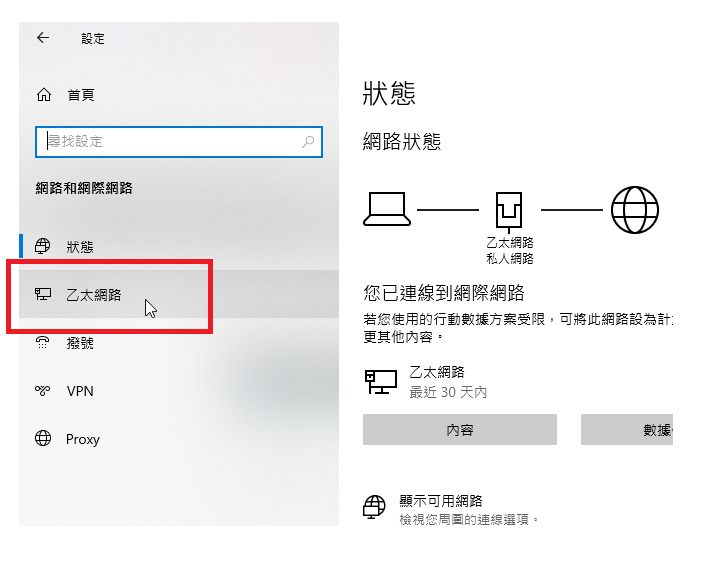 設定
首頁
尋找設定
網路和網際網路
狀態
乙太網路
撥號
VPN
Proxy
狀態
網路狀態
乙太網路
私人網路
您已連線到網際網路
若您使用的行動數據方案受限，可將此網路設為計
更其他內容。
乙太網路
最近 30 天內
內容
數據
顯示可用網路
檢視您周圍的連線選項。